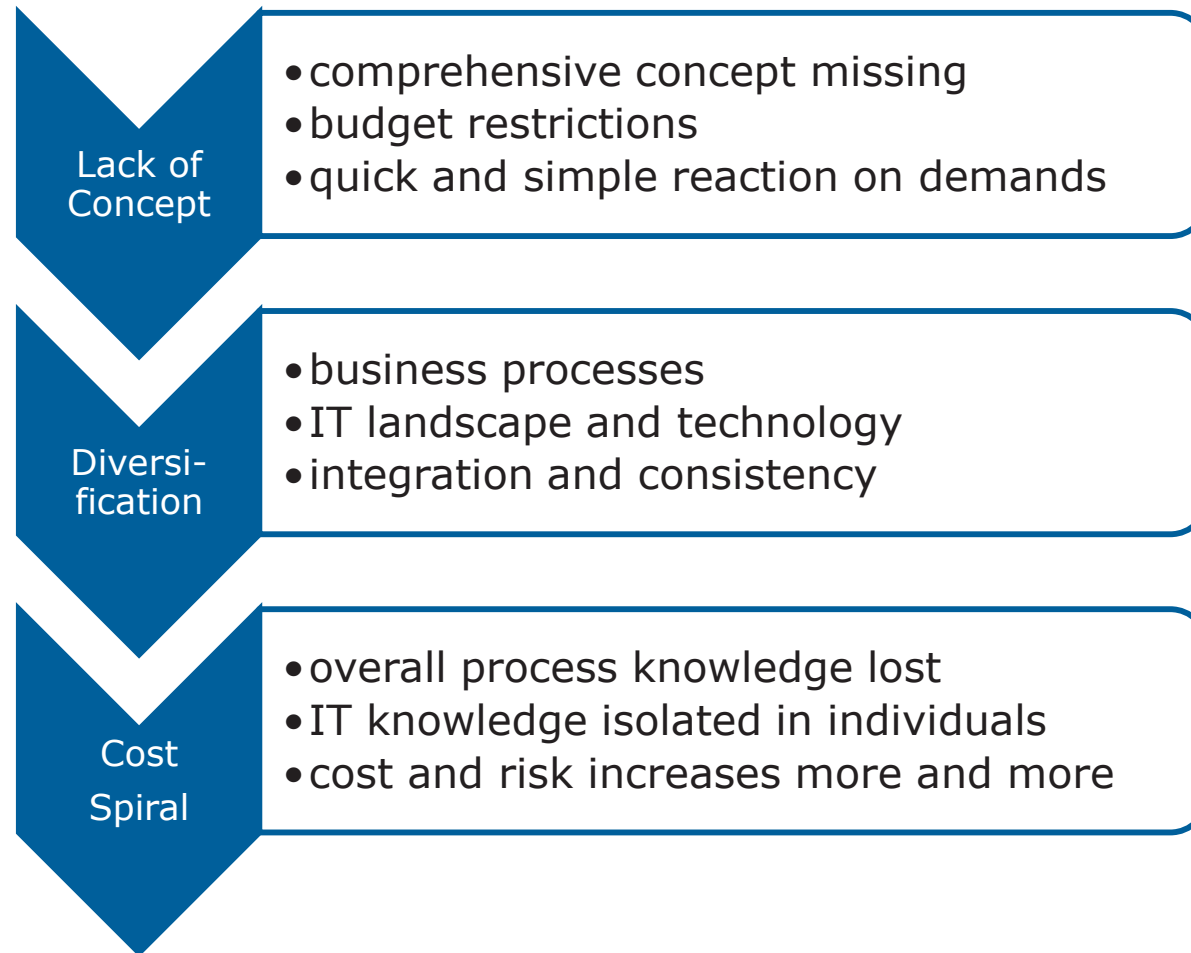 Lack of
Concept
•comprehensive concept missing
•budget restrictions
•quick and simple reaction on demands
Diversi-
fication
•business processes
•IT landscape and technology
•integration and consistency
Cost
Spiral
•overall process knowledge lost
•IT knowledge isolated in individuals
•cost and risk increases more and more